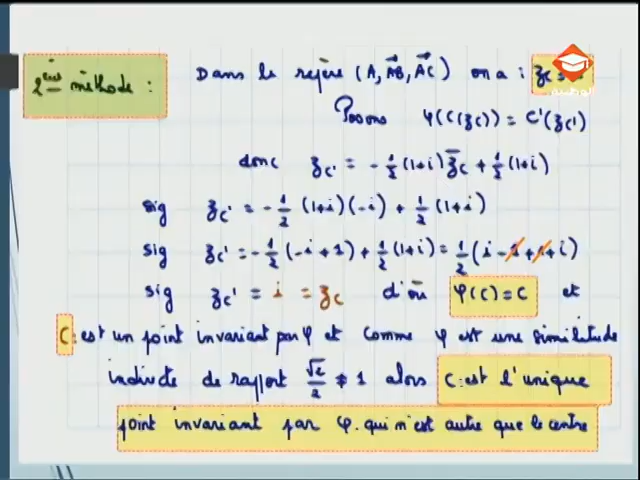 2ème méthode : Dans le repère (A, AB, AC) on a : zc =
Posons φ(C(zc)) = C'(zc')
donc zc' = -1/2 (1+i) z̄c + 1/2 (1+i)
sig zc' = -1/2 (1+i)(-i) + 1/2 (1+i)
sig zc' = -1/2 (-i+1) + 1/2 (1+i) = 1/2 (i-1+1+i)
sig zc' = i = zc d'où φ(C) = C et
C est un point invariant par φ et comme φ est une similitude
indirecte de rapport √2/2 ≠ 1 alors C est l'unique
point invariant par φ. qui n'est autre que le centre
الوطنية